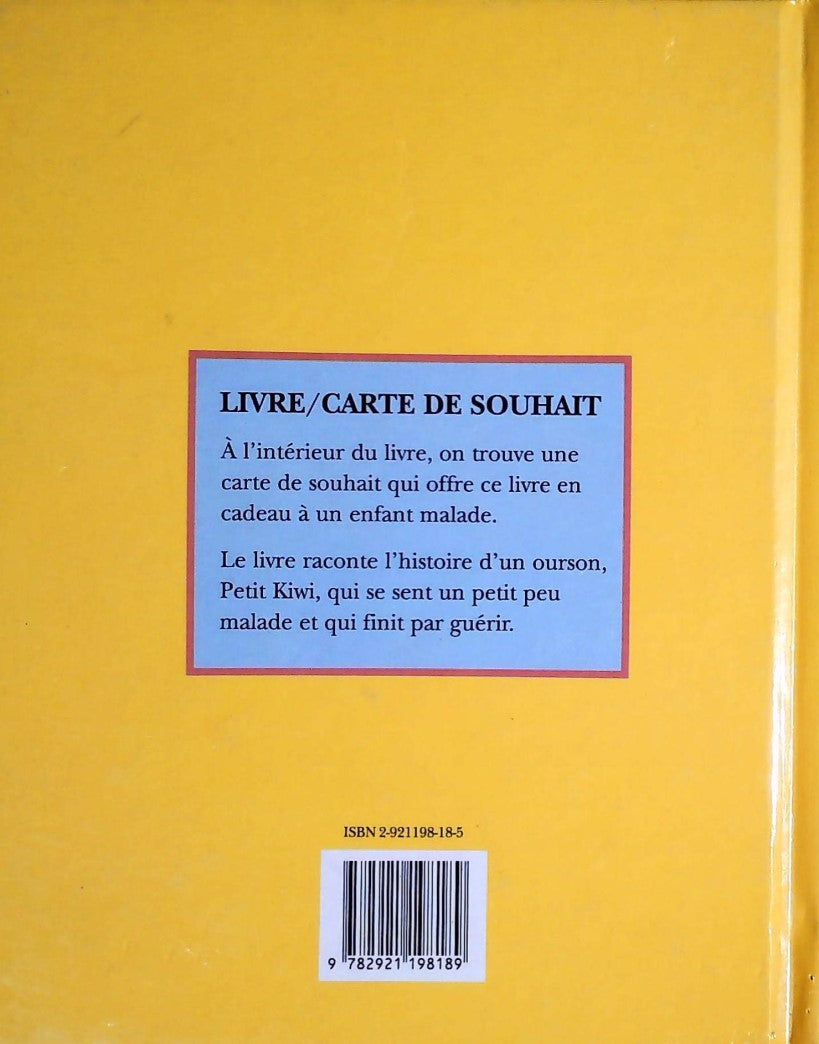 LIVRE/CARTE DE SOUHAIT
À l'intérieur du livre, on trouve une
carte de souhait qui offre ce livre en
cadeau à un enfant malade.
Le livre raconte l'histoire d'un ourson,
Petit Kiwi, qui se sent un petit peu
malade et qui finit par guérir.
ISBN 2-921198-18-5
9 782921 198189